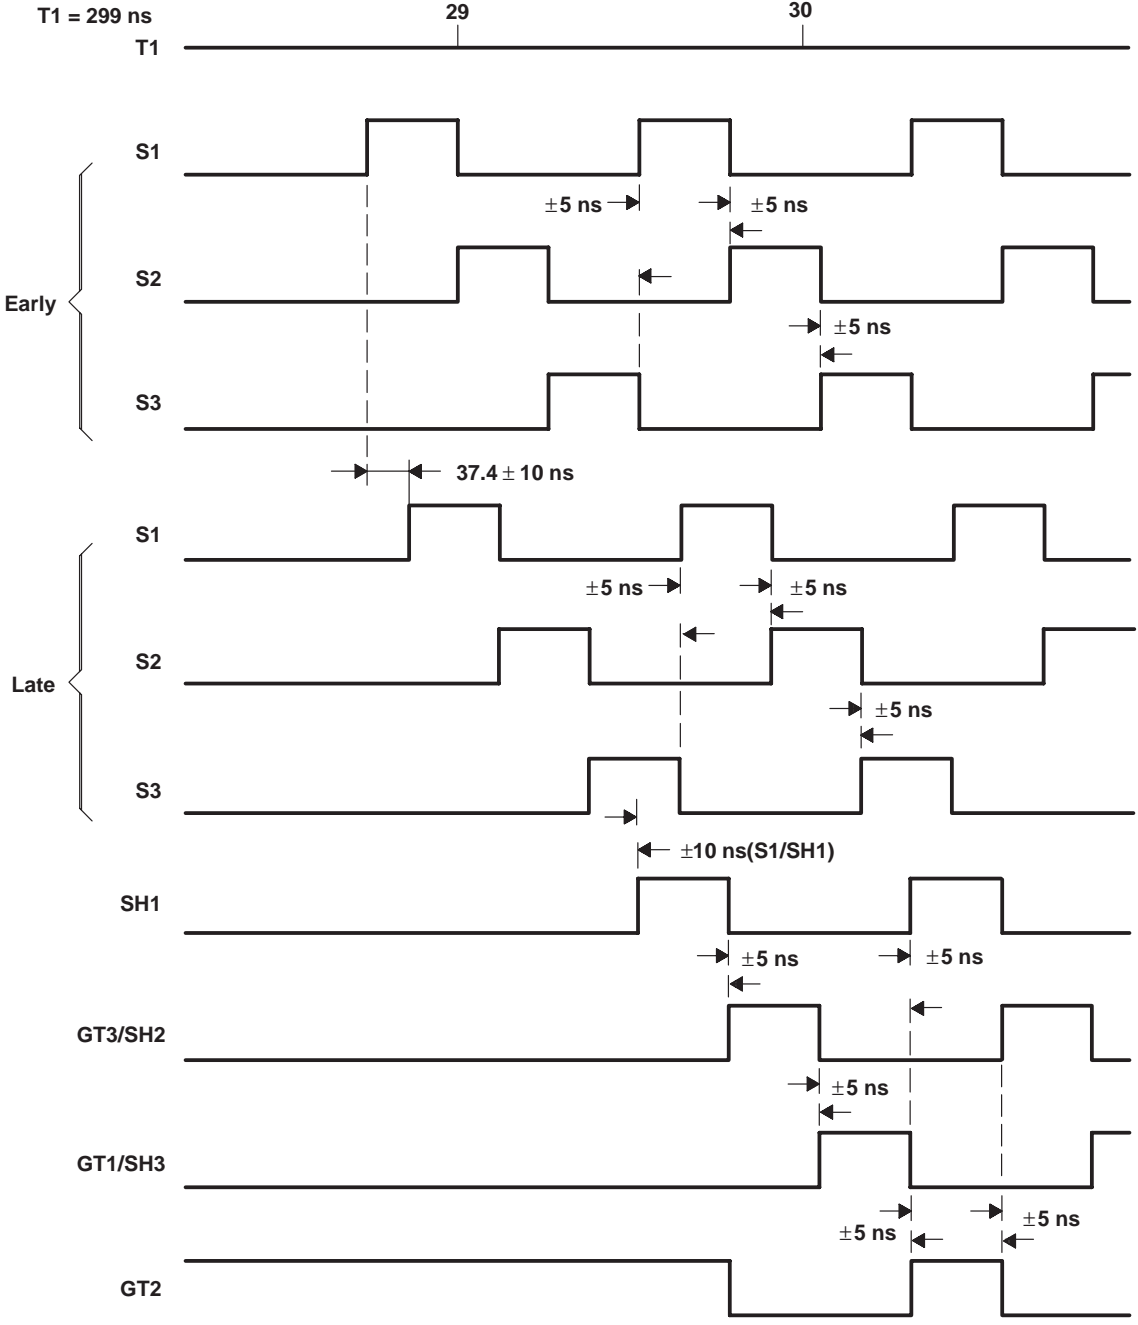 T1 = 299 ns
29
30
T1
S1
±5 ns
±5 ns
S2
Early
±5 ns
S3
37.4 ± 10 ns
S1
±5 ns
±5 ns
S2
Late
±5 ns
S3
±10 ns(S1/SH1)
SH1
±5 ns
±5 ns
GT3/SH2
±5 ns
GT1/SH3
±5 ns
±5 ns
GT2